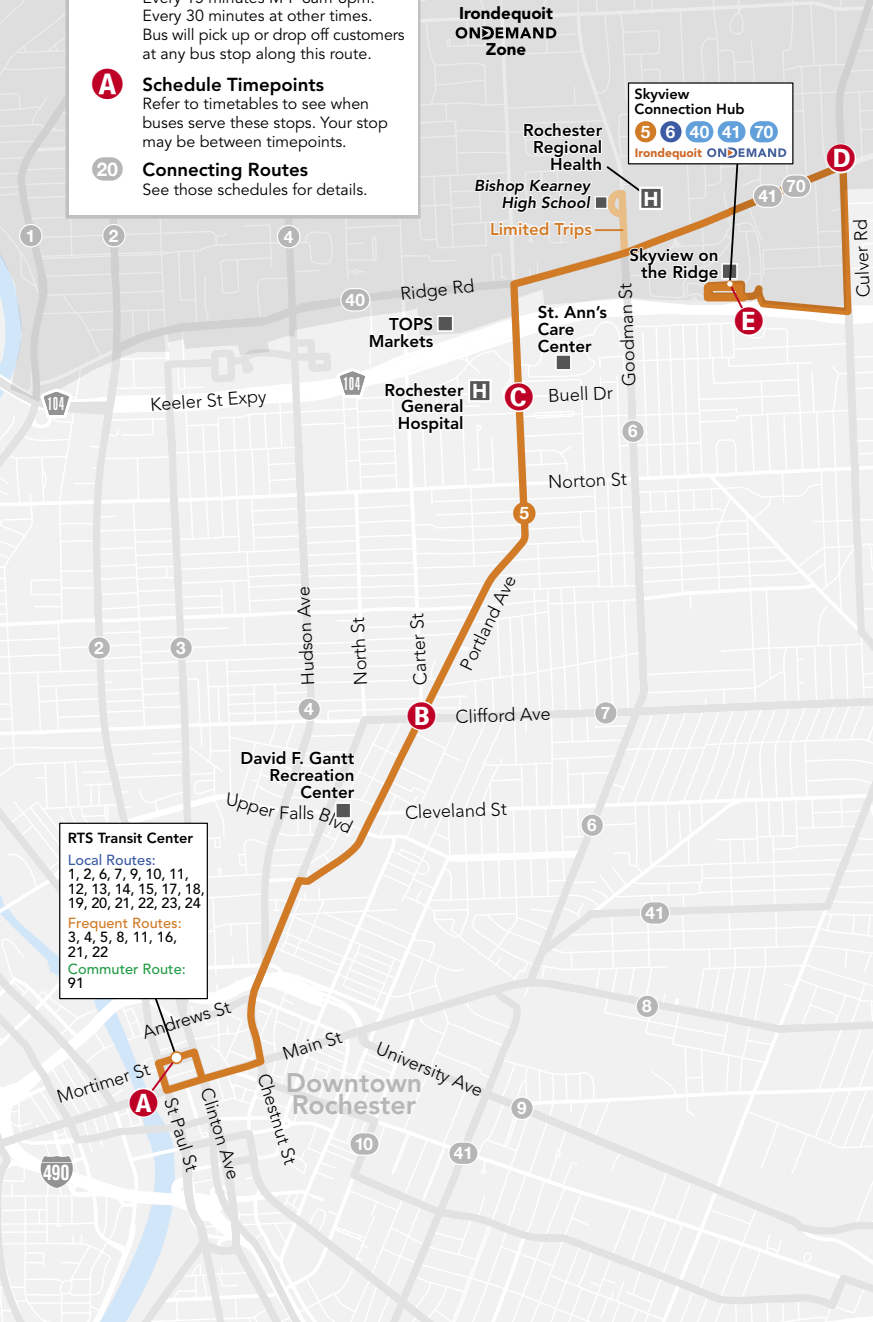 Every 30 minutes at other times.
Bus will pick up or drop off customers
at any bus stop along this route.
A
Schedule Timepoints
Refer to timetables to see when
buses serve these stops. Your stop
may be between timepoints.
20
Connecting Routes
See those schedules for details.
Irondequoit
ONDEMAND
Zone
Skyview
Connection Hub
5 6 40 41 70
Irondequoit ONDEMAND
Rochester
Regional
Health
H
Bishop Kearney
High School
Limited Trips
D
41
70
Culver Rd
Skyview on
the Ridge
E
1
2
4
40
Ridge Rd
TOPS
Markets
St. Ann's
Care
Center
Goodman St
104
104
Keeler St Expy
Rochester
General
Hospital
H
C
Buell Dr
6
Norton St
5
Hudson Ave
North St
Carter St
Portland Ave
2
3
4
B
Clifford Ave
7
David F. Gantt
Recreation
Center
Upper Falls Blvd
Cleveland St
6
RTS Transit Center
Local Routes:
1, 2, 6, 7, 9, 10, 11,
12, 13, 14, 15, 17, 18,
19, 20, 21, 22, 23, 24
Frequent Routes:
3, 4, 5, 8, 11, 16,
21, 22
Commuter Route:
91
41
8
Andrews St
Main St
University Ave
Mortimer St
A
St Paul St
Clinton Ave
Chestnut St
Downtown
Rochester
9
10
41
490